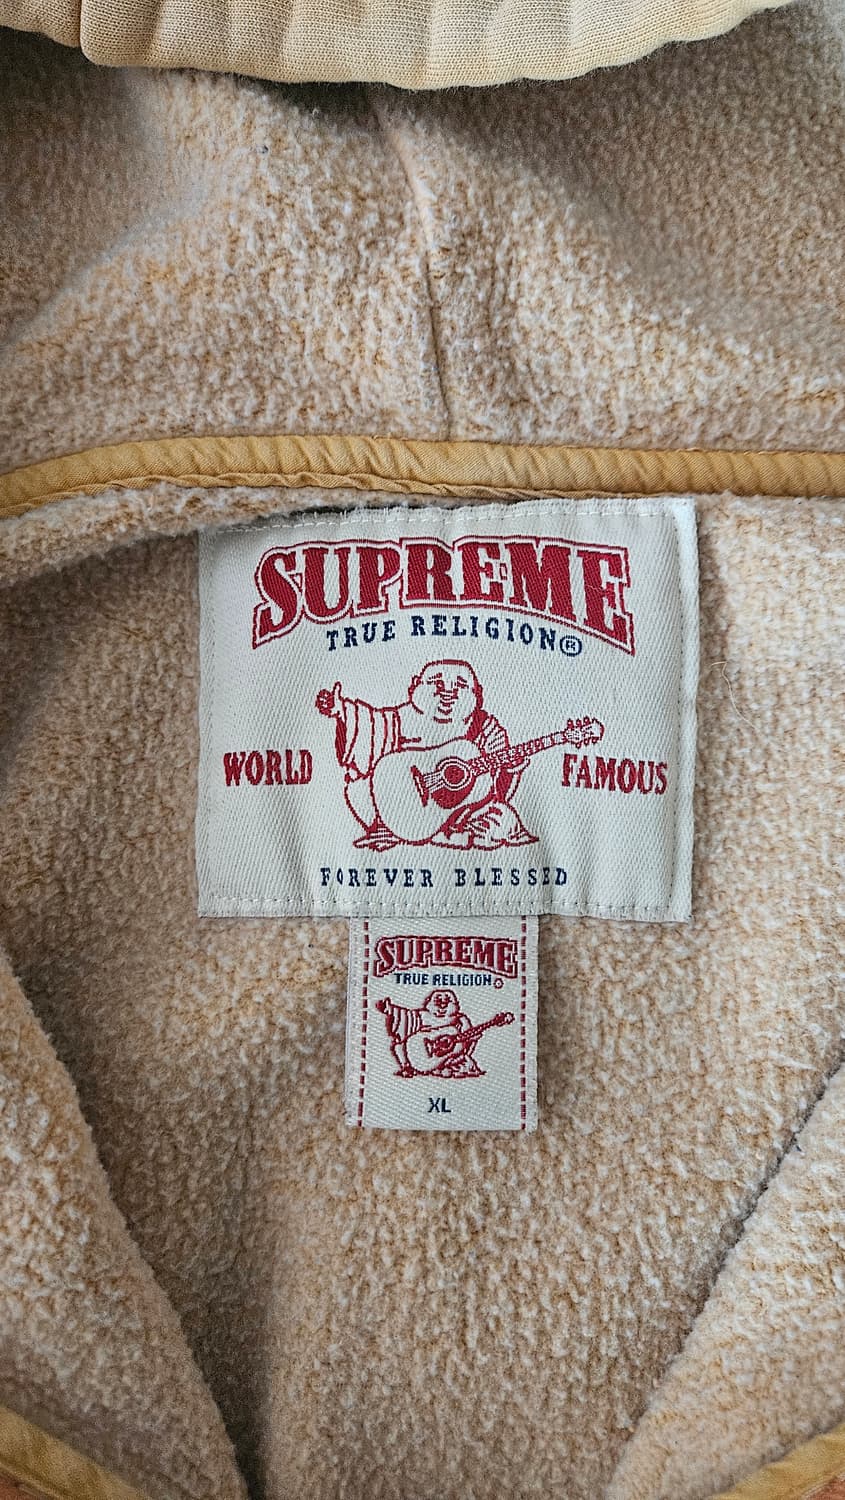 SUPREME
TRUE RELIGION®
WORLD FAMOUS
FOREVER BLESSED
SUPREME
TRUE RELIGION
XL